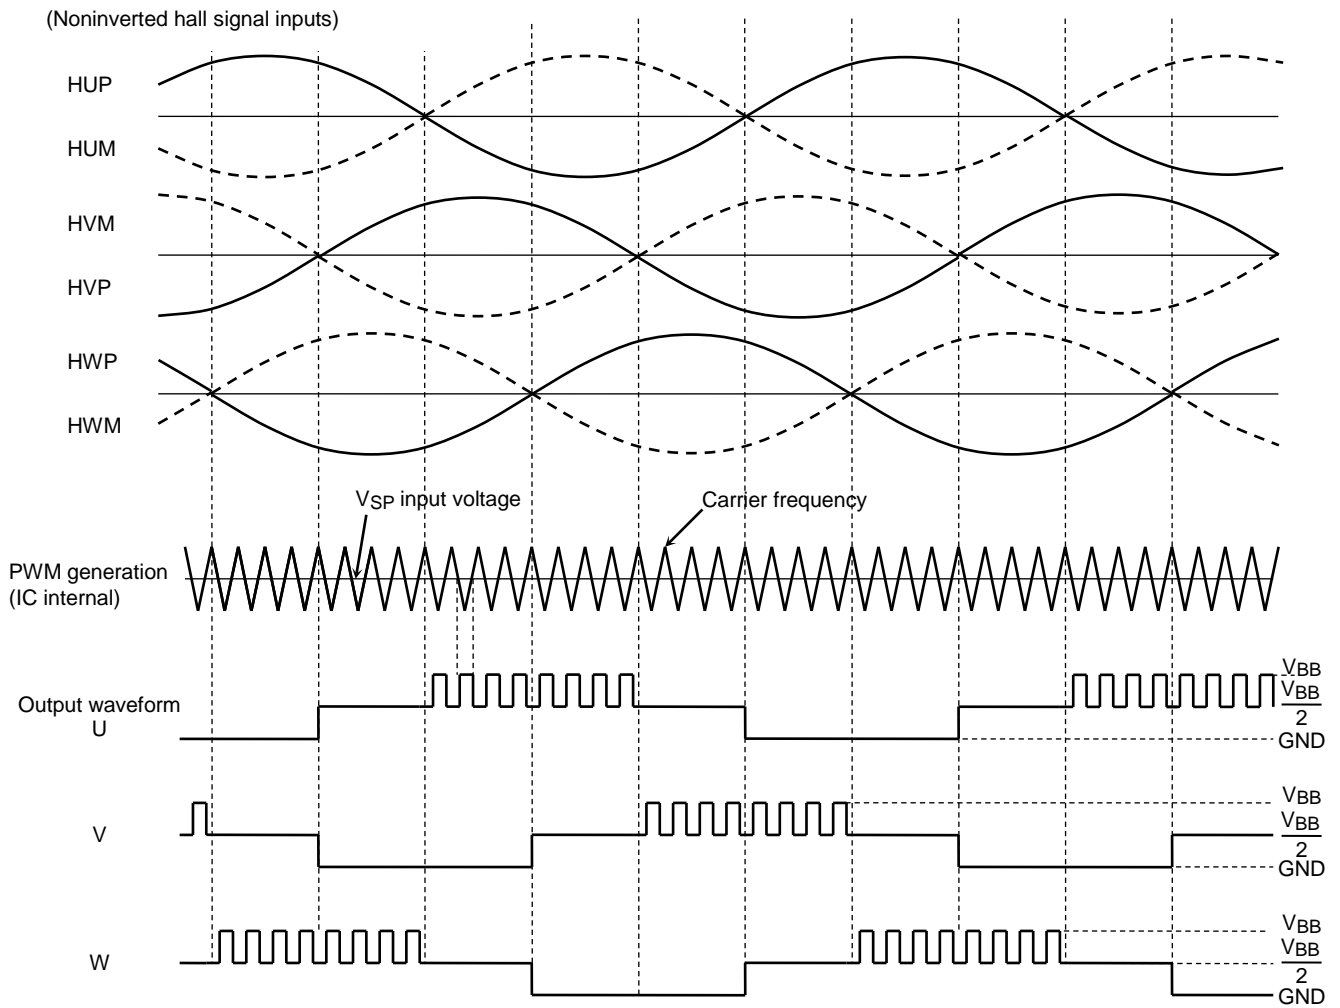 (Noninverted hall signal inputs)
HUP
HUM
HVM
HVP
HWP
HWM
VSP input voltage
Carrier frequency
PWM generation
(IC internal)
Output waveform
U
VBB
VBB
2
GND
V
VBB
VBB
2
GND
W
VBB
VBB
2
GND